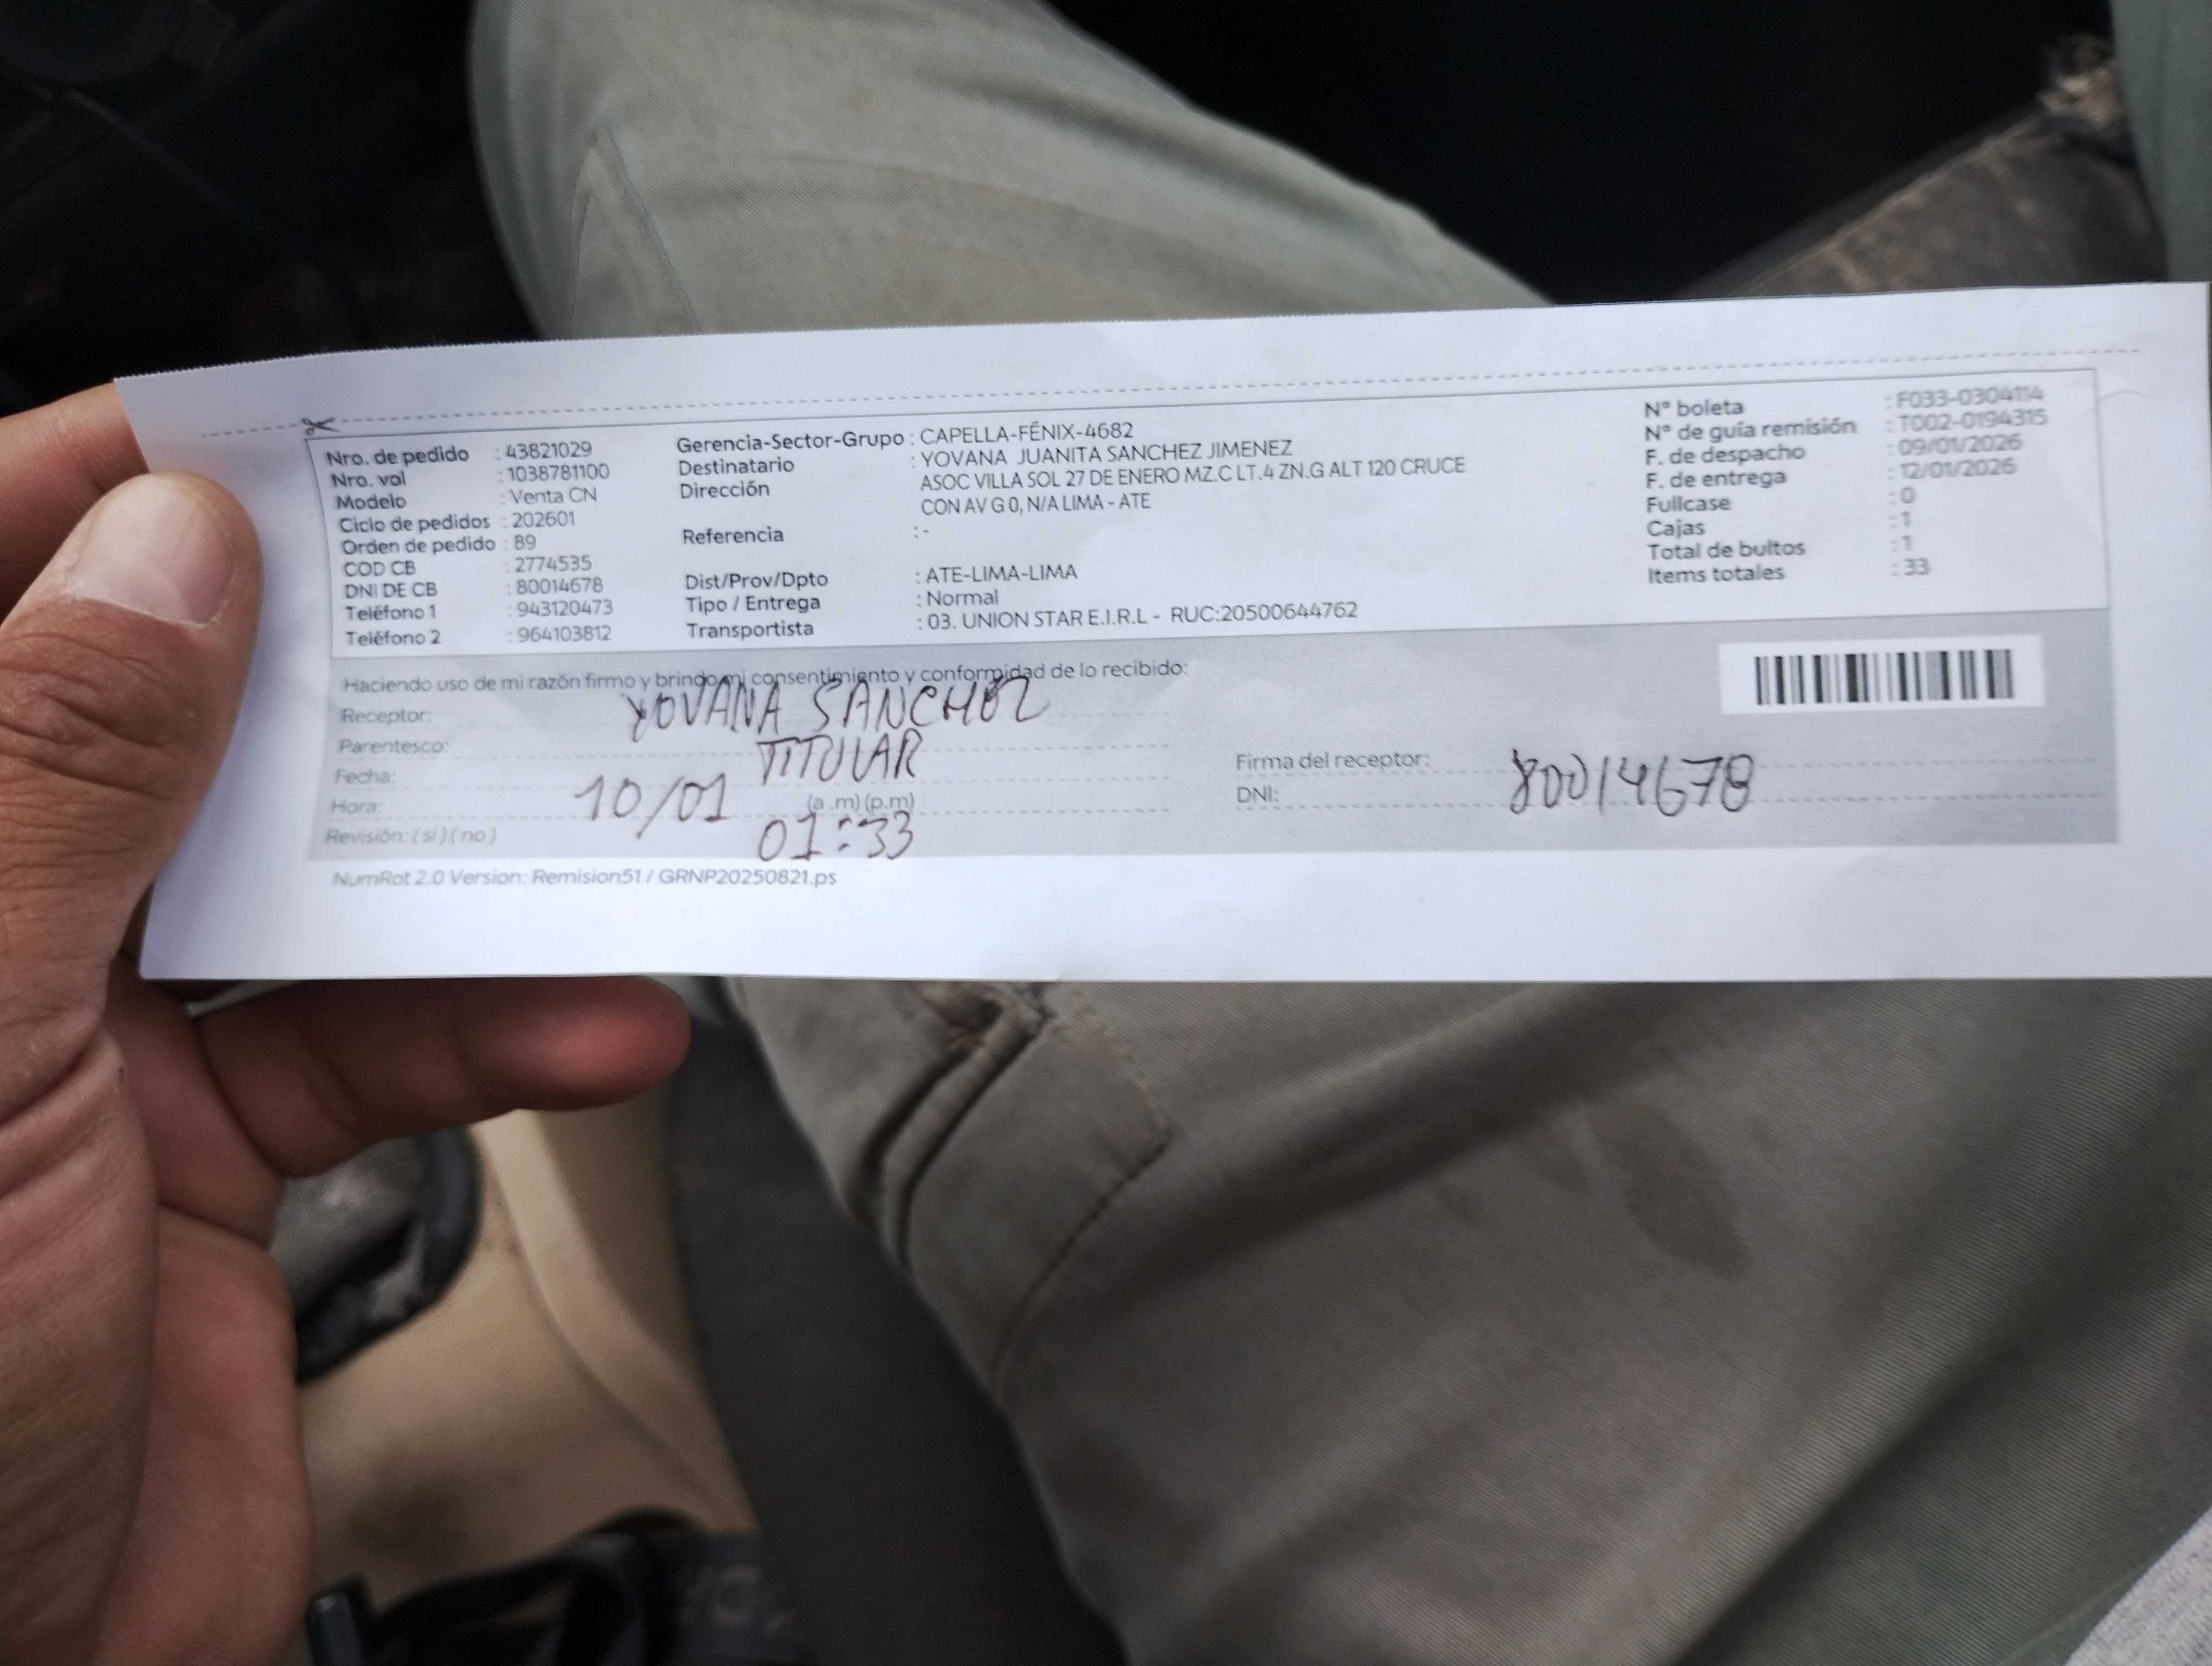 Nro. de pedido : 43821029
Nro. val : 1038781100
Modelo : Venta CN
Ciclo de pedidos : 202601
Orden de pedido : 89
COD CB : 2774535
DNI DE CB : 80014678
Teléfono 1 : 943120473
Teléfono 2 : 964103812
Gerencia-Sector-Grupo : CAPELLA-FÉNIX-4682
Destinatario : YOVANA JUANITA SANCHEZ JIMENEZ
Dirección ASOC VILLA SOL 27 DE ENERO MZ.C LT.4 ZN.G ALT 120 CRUCE
CON AV G 0, N/A LIMA - ATE
Referencia : -
Dist/Prov/Dpto : ATE-LIMA-LIMA
Tipo / Entrega : Normal
Transportista : 03. UNION STAR E.I.R.L - RUC:20500644762
N° boleta : F033-0304114
N° de guía remisión : T002-0194315
F. de despacho : 09/01/2026
F. de entrega : 12/01/2026
Fullcase : 0
Cajas : 1
Total de bultos : 1
Items totales : 33
Haciendo uso de mi razón firmo y brindo mi consentimiento y conformidad de lo recibido:
Receptor: YOVANA SANCHEZ
Parentesco: TITULAR
Fecha: 10/01
Hora: (a .m) (p.m) 01:33
Revisión: ( si ) ( no )
Firma del receptor:
DNI: 80014678
NumRot 2.0 Version: Remision51 / GRNP20250821.ps